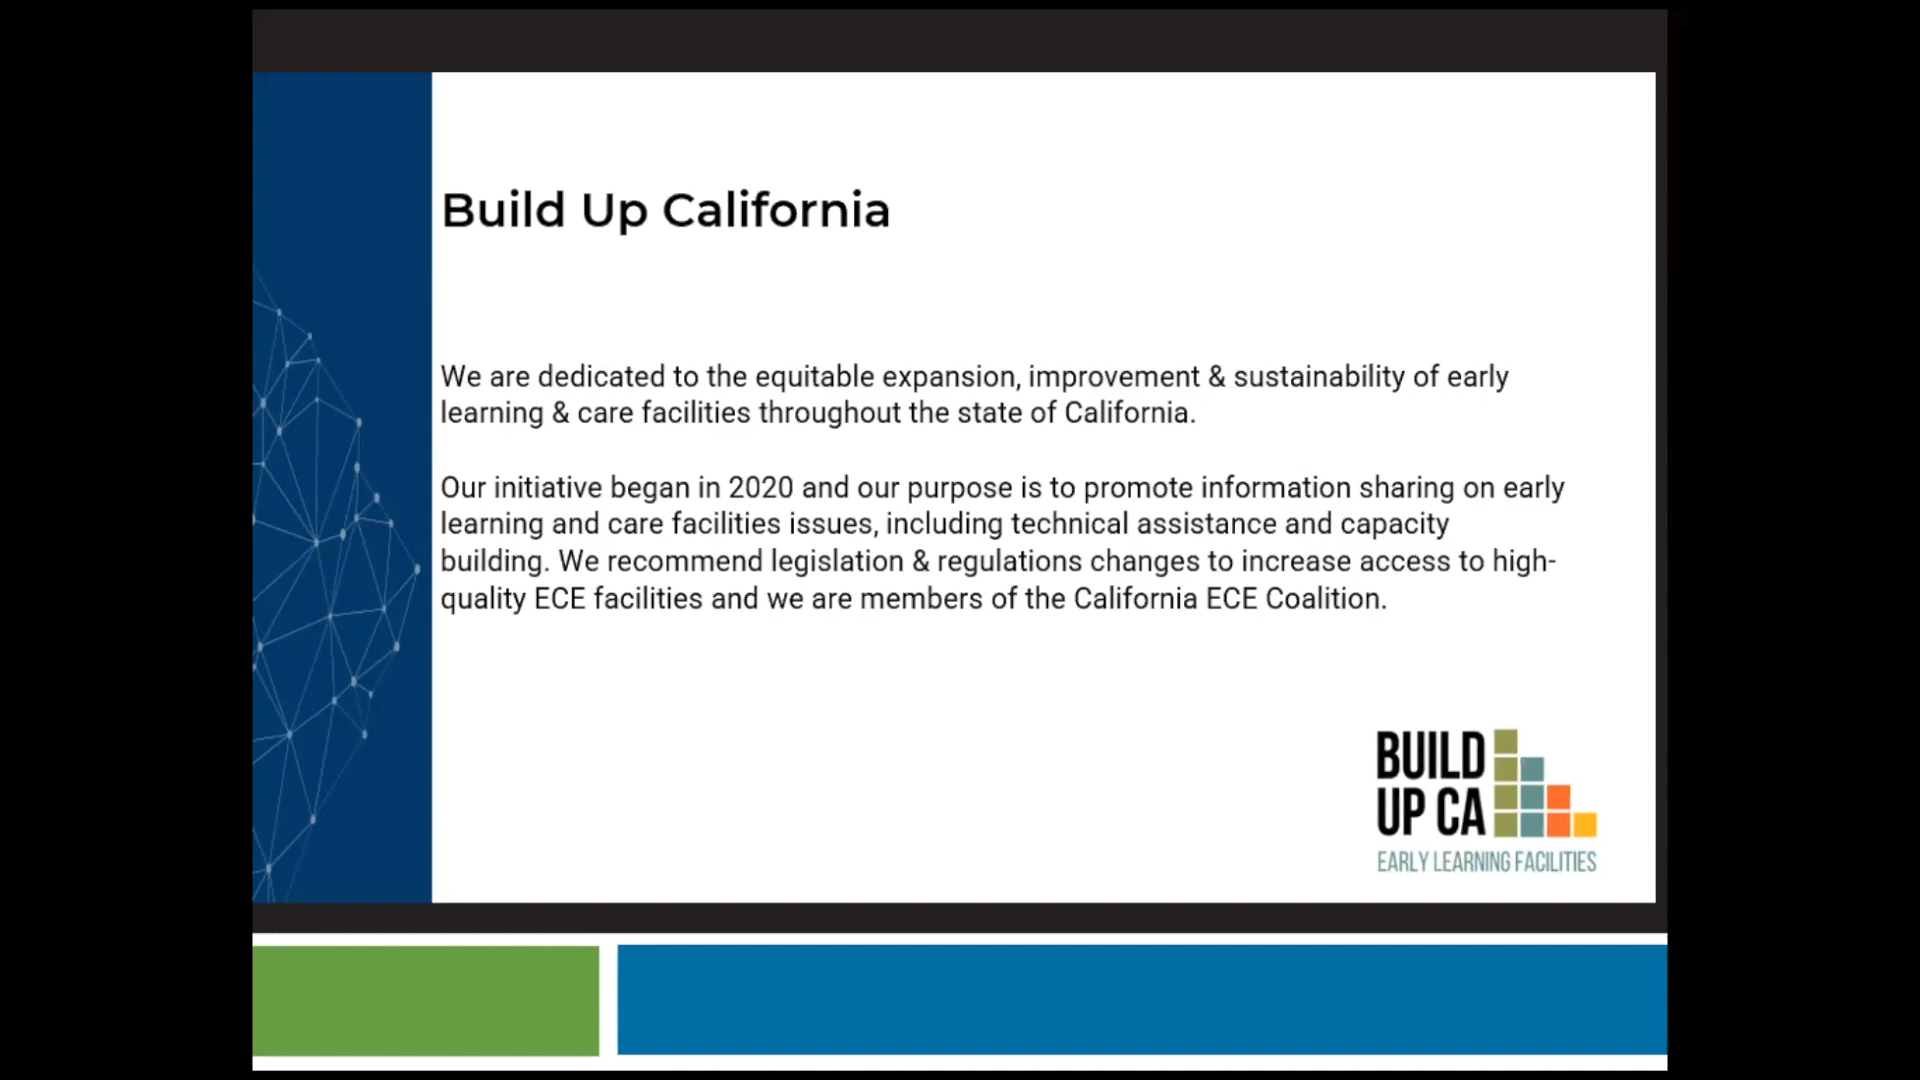 Build Up California
We are dedicated to the equitable expansion, improvement & sustainability of early
learning & care facilities throughout the state of California.
Our initiative began in 2020 and our purpose is to promote information sharing on early
learning and care facilities issues, including technical assistance and capacity
building. We recommend legislation & regulations changes to increase access to high-
quality ECE facilities and we are members of the California ECE Coalition.
BUILD
UP CA
EARLY LEARNING FACILITIES